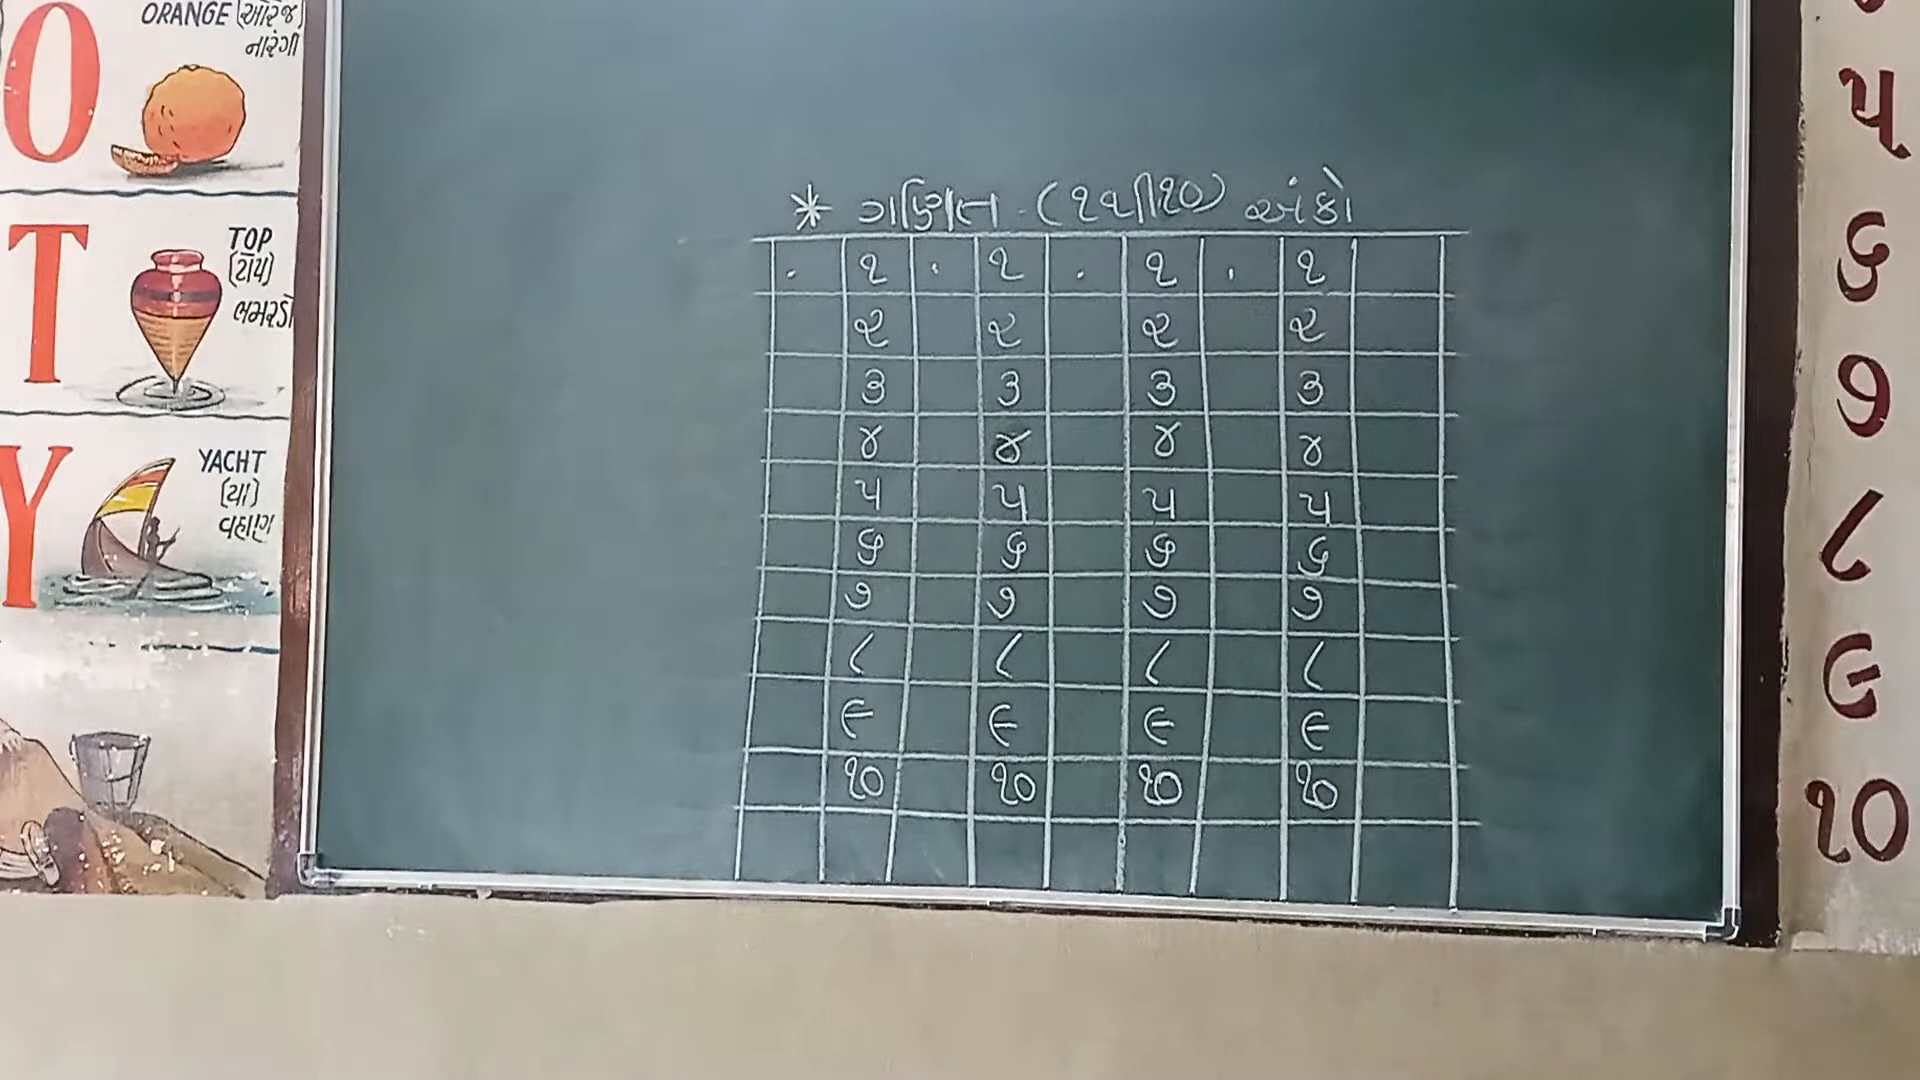 O
ORANGE (ઓરેંજ)
નારંગી
T
TOP
(ટોપ)
ભમરડો
Y
YACHT
(યા)
વહાણ
* ગણિત - (૧ થી ૧૦) અંકો
૧ ૧ ૧ ૧
૨ ૨ ૨ ૨
૩ ૩ ૩ ૩
૪ ૪ ૪ ૪
૫ ૫ ૫ ૫
૬ ૬ ૬ ૬
૭ ૭ ૭ ૭
૮ ૮ ૮ ૮
૯ ૯ ૯ ૯
૧૦ ૧૦ ૧૦ ૧૦
૫
૬
૭
૮
૯
૧૦